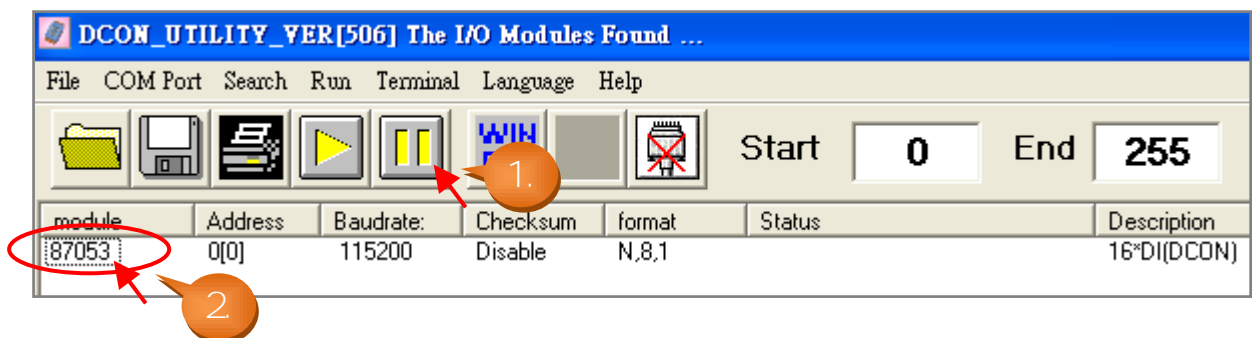 DCON_UTILITY_VER[506] The I/O Modules Found ...
File COM Port Search Run Terminal Language Help
WIN
Start 0 End 255
1.
module Address Baudrate: Checksum format Status Description
87053 0[0] 115200 Disable N,8,1 16*DI(DCON)
2